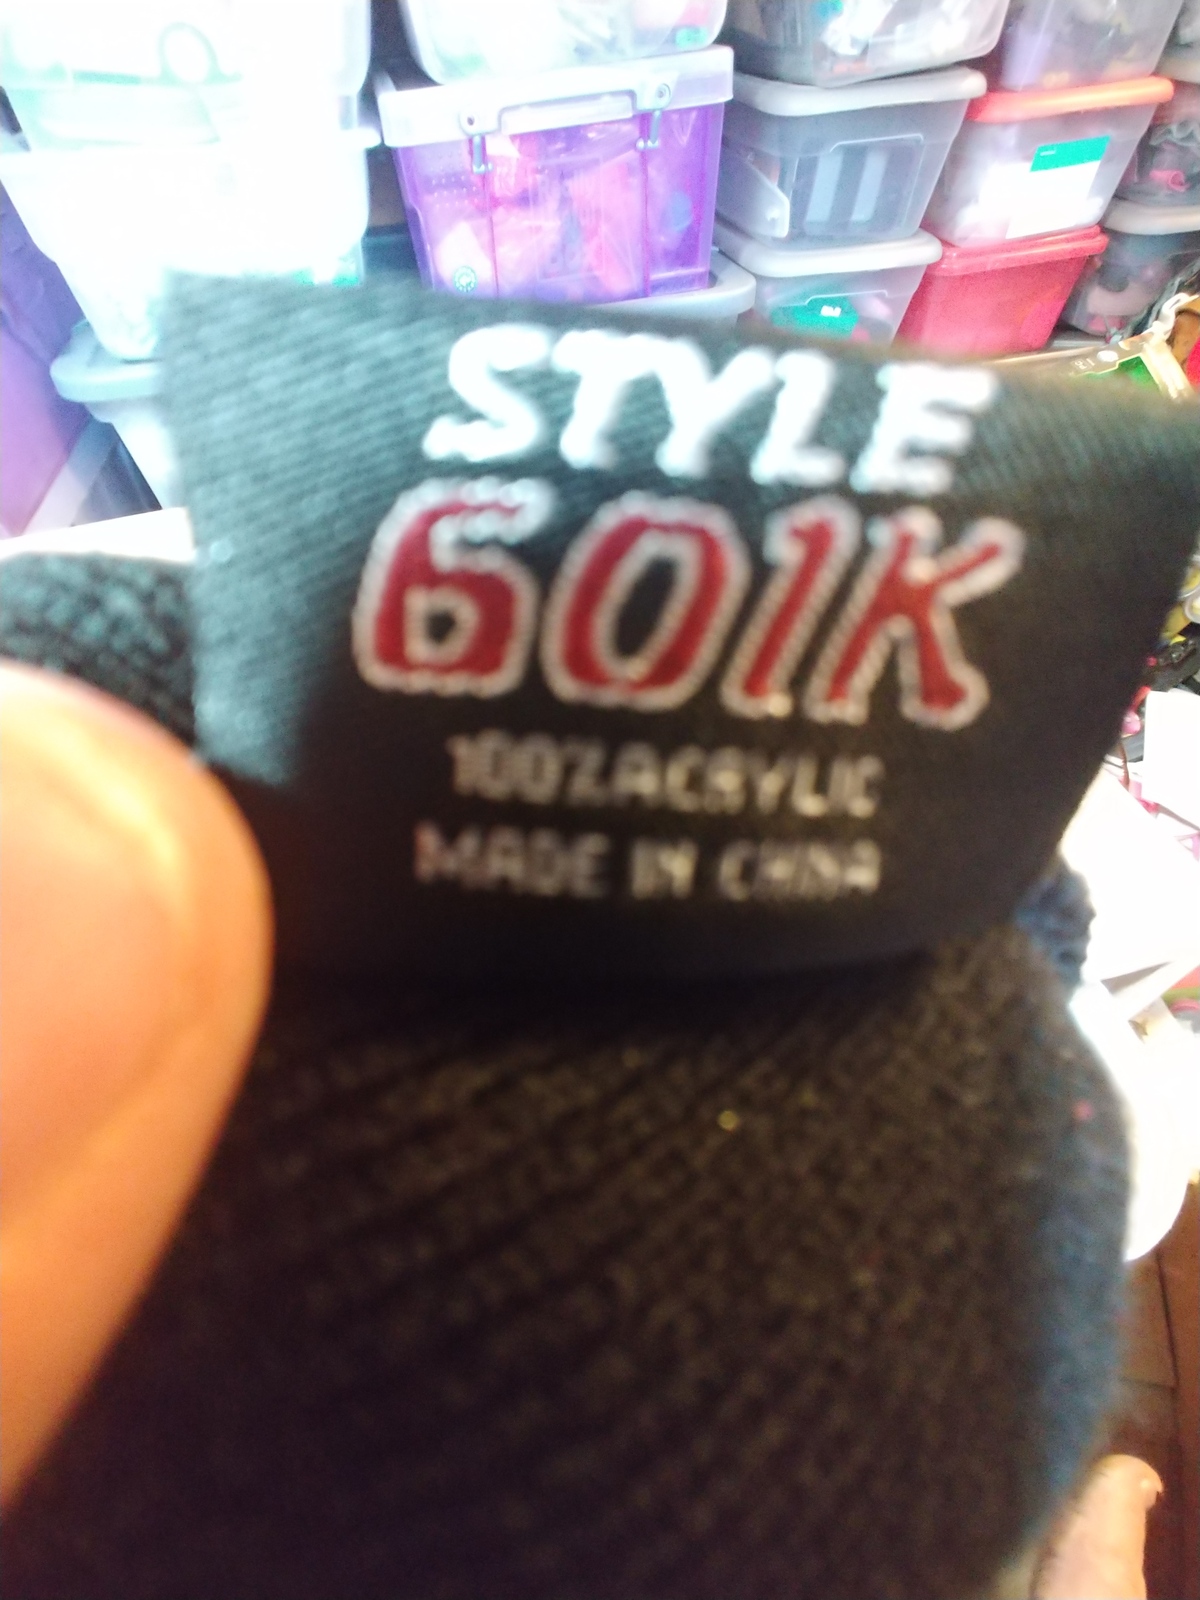 STYLE
601K
100% ACRYLIC
MADE IN CHINA